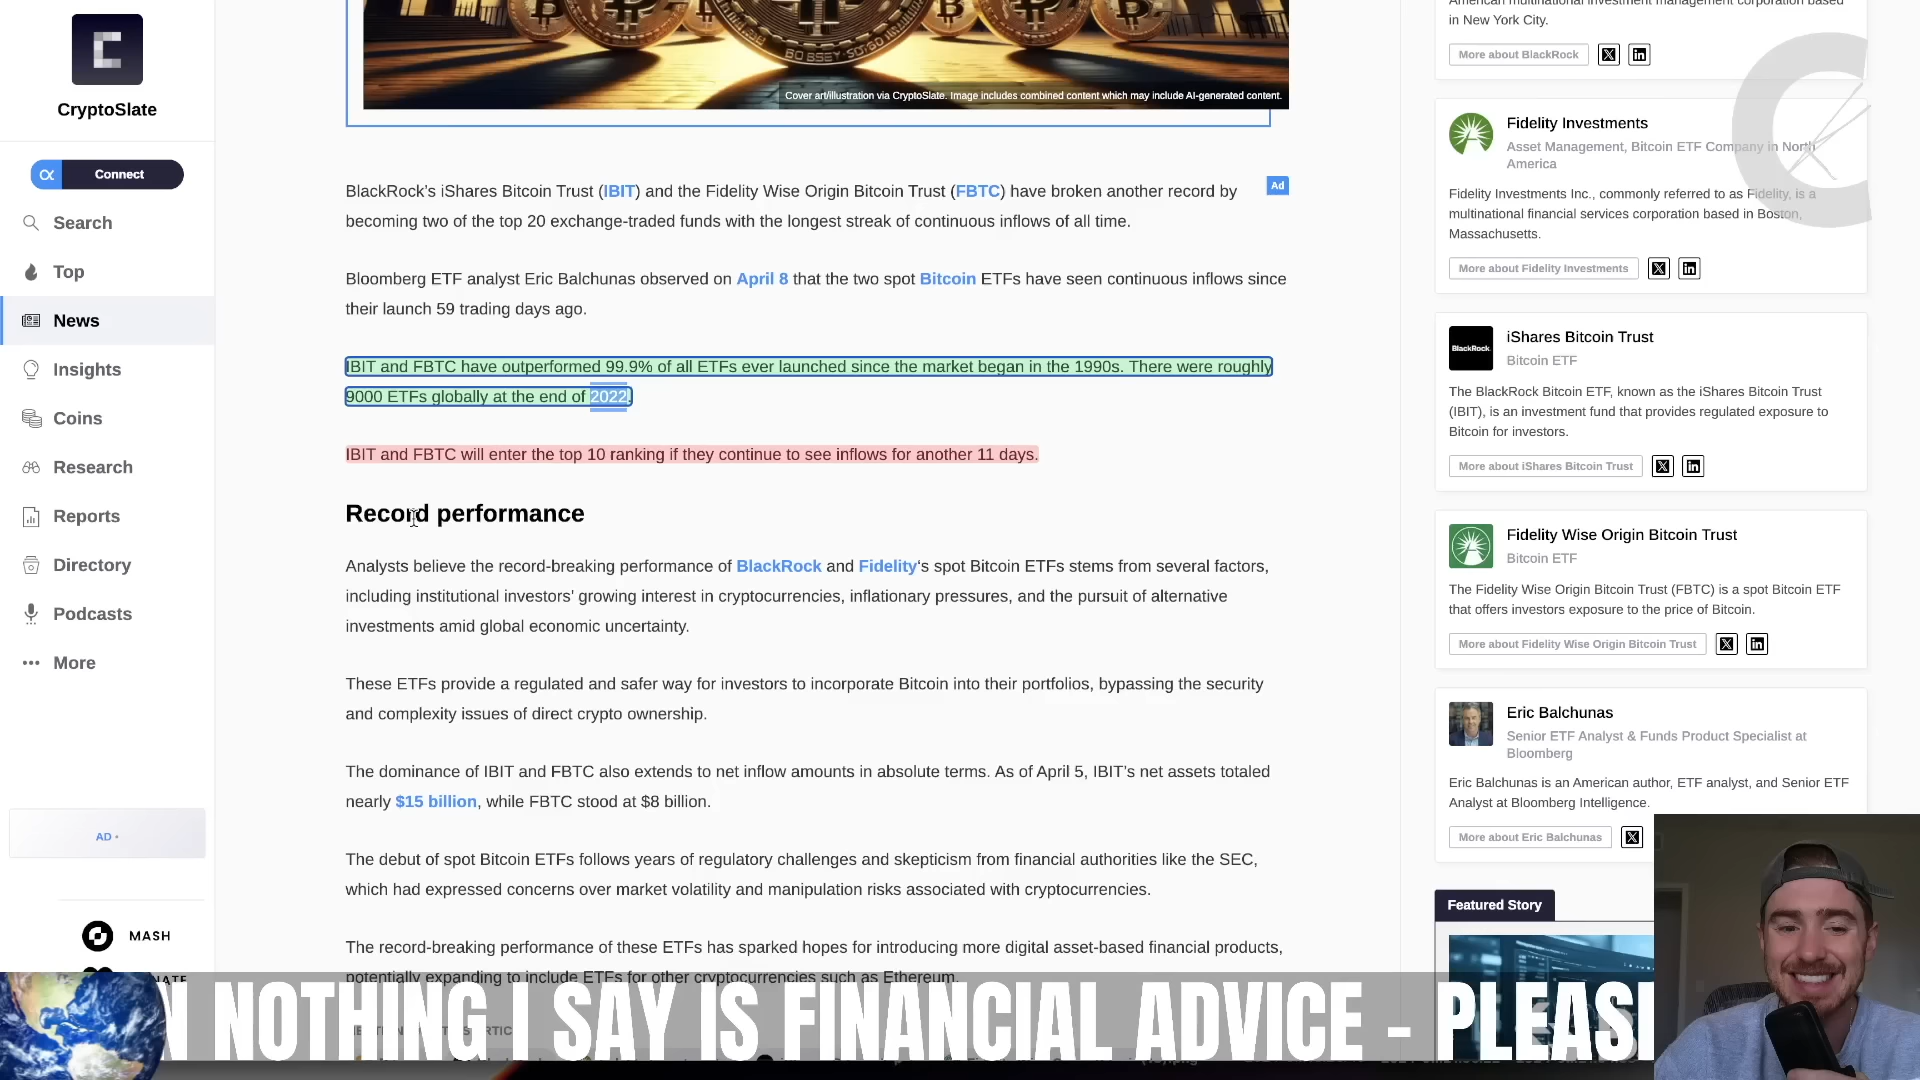 CryptoSlate
Connect
Search
Top
News
Insights
Coins
Research
Reports
Directory
Podcasts
More
AD
MASH
SO
Cover art/illustration via CryptoSlate. Image includes combined content which may include AI-generated content.
Ad
BlackRock’s iShares Bitcoin Trust (IBIT) and the Fidelity Wise Origin Bitcoin Trust (FBTC) have broken another record by
becoming two of the top 20 exchange-traded funds with the longest streak of continuous inflows of all time.
Bloomberg ETF analyst Eric Balchunas observed on April 8 that the two spot Bitcoin ETFs have seen continuous inflows since
their launch 59 trading days ago.
IBIT and FBTC have outperformed 99.9% of all ETFs ever launched since the market began in the 1990s. There were roughly
9000 ETFs globally at the end of 2022.
IBIT and FBTC will enter the top 10 ranking if they continue to see inflows for another 11 days.
Record performance
Analysts believe the record-breaking performance of BlackRock and Fidelity‘s spot Bitcoin ETFs stems from several factors,
including institutional investors’ growing interest in cryptocurrencies, inflationary pressures, and the pursuit of alternative
investments amid global economic uncertainty.
These ETFs provide a regulated and safer way for investors to incorporate Bitcoin into their portfolios, bypassing the security
and complexity issues of direct crypto ownership.
The dominance of IBIT and FBTC also extends to net inflow amounts in absolute terms. As of April 5, IBIT’s net assets totaled
nearly $15 billion, while FBTC stood at $8 billion.
The debut of spot Bitcoin ETFs follows years of regulatory challenges and skepticism from financial authorities like the SEC,
which had expressed concerns over market volatility and manipulation risks associated with cryptocurrencies.
The record-breaking performance of these ETFs has sparked hopes for introducing more digital asset-based financial products,
potentially expanding to include ETFs for other cryptocurrencies such as Ethereum.
American multinational investment management corporation based
in New York City.
More about BlackRock
Fidelity Investments
Asset Management, Bitcoin ETF Company in North
America
Fidelity Investments Inc., commonly referred to as Fidelity, is a
multinational financial services corporation based in Boston,
Massachusetts.
More about Fidelity Investments
BlackRock
iShares Bitcoin Trust
Bitcoin ETF
The BlackRock Bitcoin ETF, known as the iShares Bitcoin Trust
(IBIT), is an investment fund that provides regulated exposure to
Bitcoin for investors.
More about iShares Bitcoin Trust
Fidelity Wise Origin Bitcoin Trust
Bitcoin ETF
The Fidelity Wise Origin Bitcoin Trust (FBTC) is a spot Bitcoin ETF
that offers investors exposure to the price of Bitcoin.
More about Fidelity Wise Origin Bitcoin Trust
Eric Balchunas
Senior ETF Analyst & Funds Product Specialist at
Bloomberg
Eric Balchunas is an American author, ETF analyst, and Senior ETF
Analyst at Bloomberg Intelligence.
More about Eric Balchunas
Featured Story
N NOTHING I SAY IS FINANCIAL ADVICE - PLEAS